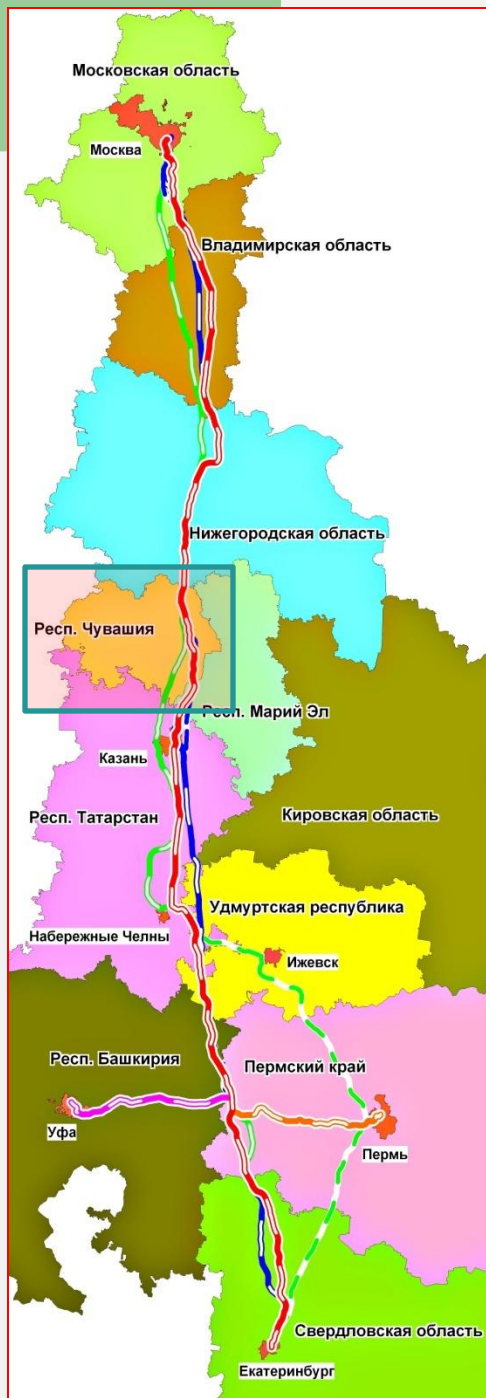 Московская область
Москва
Владимирская область
Нижегородская область
Респ. Чувашия
Респ. Марий Эл
Казань
Респ. Татарстан
Кировская область
Удмуртская республика
Набережные Челны
Ижевск
Респ. Башкирия
Пермский край
Уфа
Пермь
Свердловская область
Екатеринбург